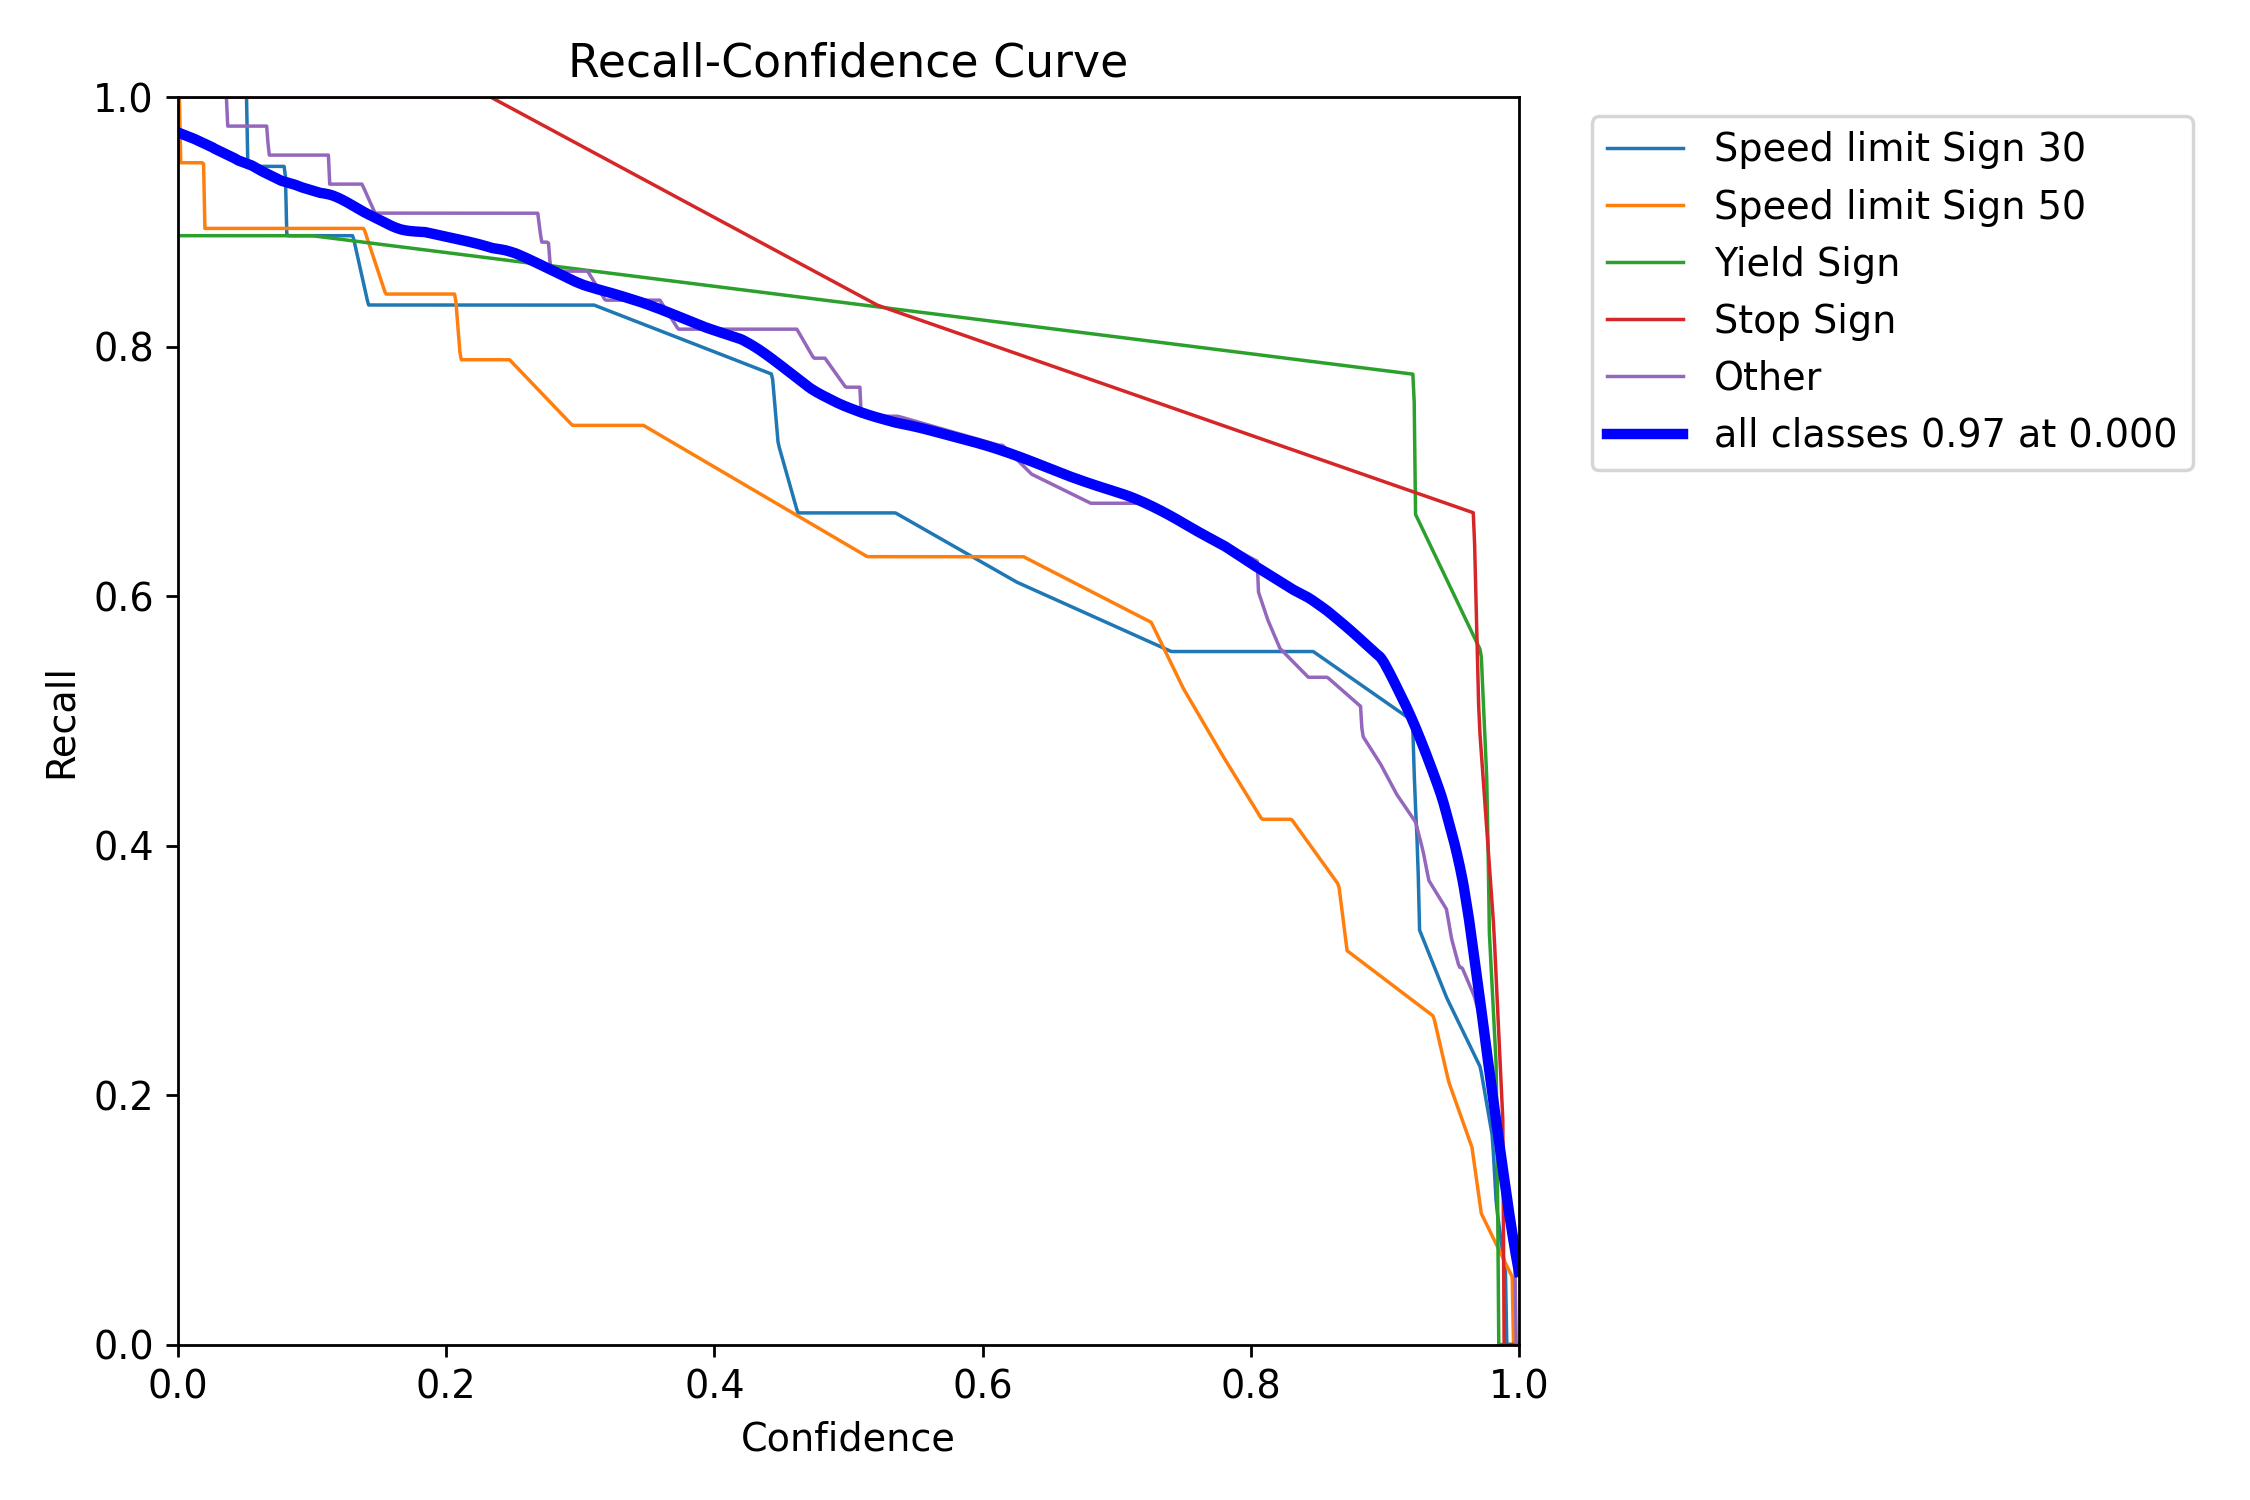 Recall-Confidence Curve
1.0
0.8
0.6
0.4
0.2
0.0
Recall
0.0 0.2 0.4 0.6 0.8 1.0
Confidence
Speed limit Sign 30
Speed limit Sign 50
Yield Sign
Stop Sign
Other
all classes 0.97 at 0.000